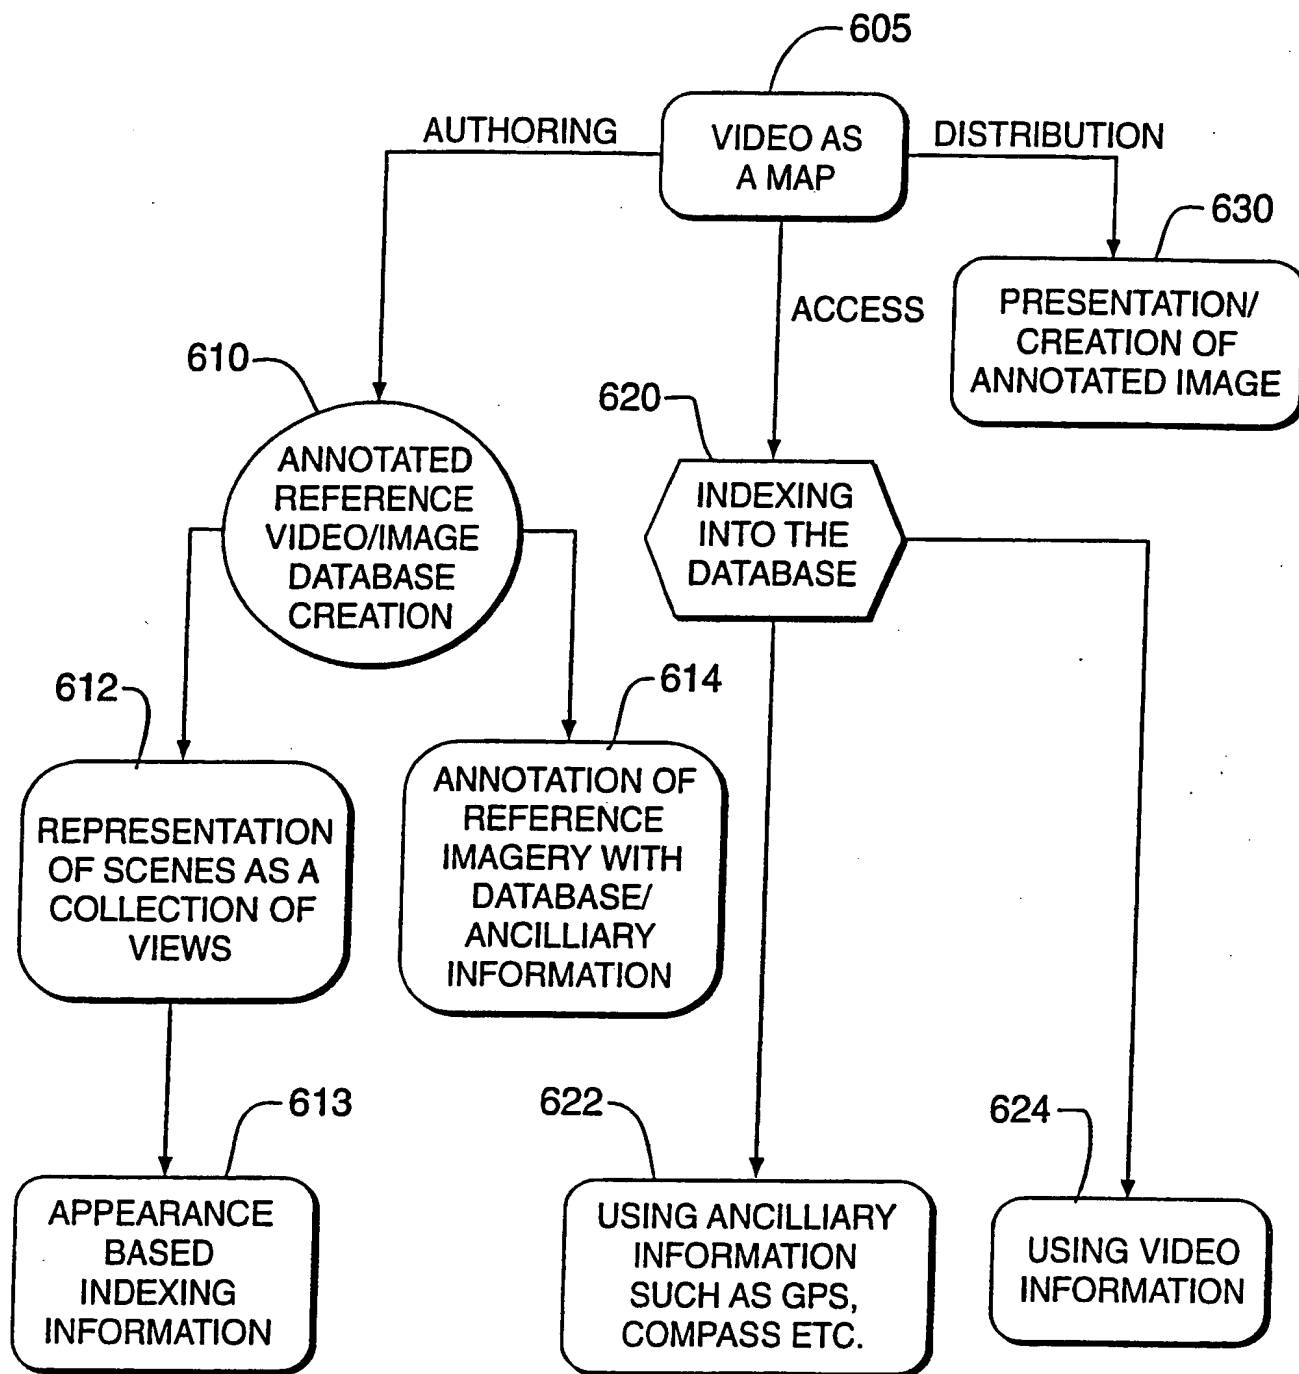 605
AUTHORING
VIDEO AS
A MAP
DISTRIBUTION
630
PRESENTATION/
CREATION OF
ANNOTATED IMAGE
ACCESS
610
ANNOTATED
REFERENCE
VIDEO/IMAGE
DATABASE
CREATION
620
INDEXING
INTO THE
DATABASE
612
REPRESENTATION
OF SCENES AS A
COLLECTION OF
VIEWS
614
ANNOTATION OF
REFERENCE
IMAGERY WITH
DATABASE/
ANCILLIARY
INFORMATION
613
APPEARANCE
BASED
INDEXING
INFORMATION
622
USING ANCILLIARY
INFORMATION
SUCH AS GPS,
COMPASS ETC.
624
USING VIDEO
INFORMATION